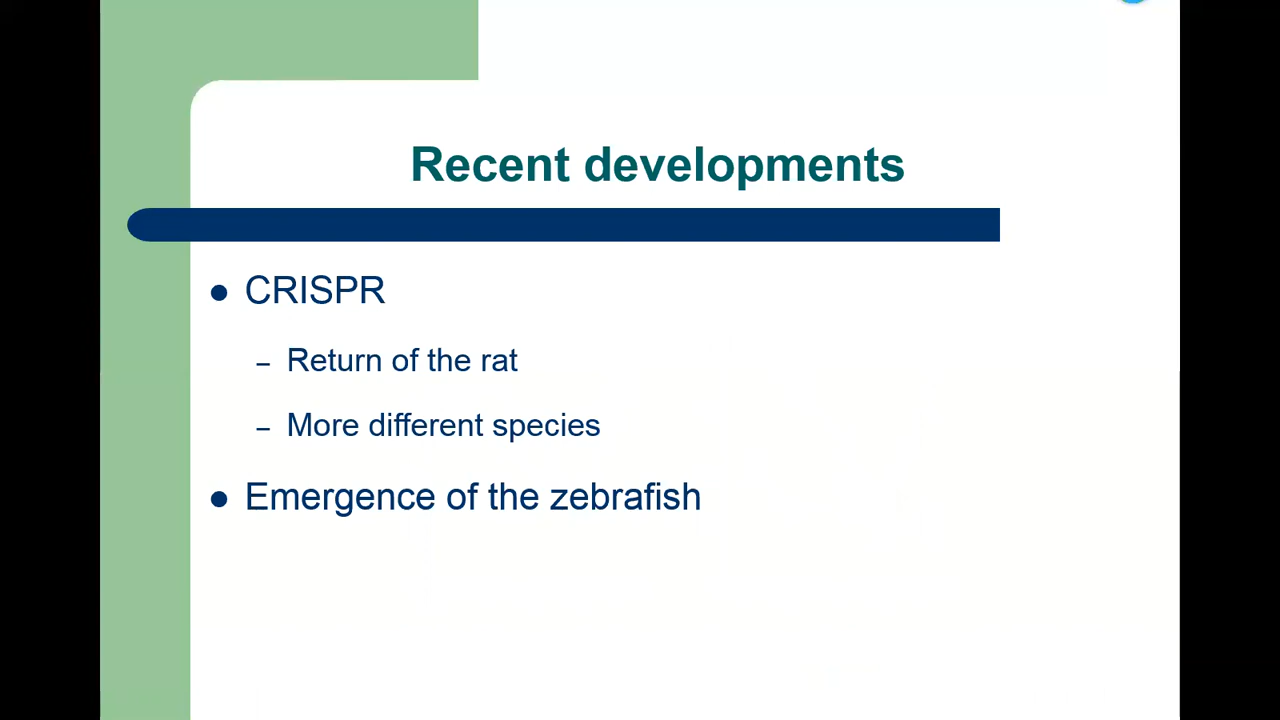 Recent developments
CRISPR
– Return of the rat
– More different species
Emergence of the zebrafish